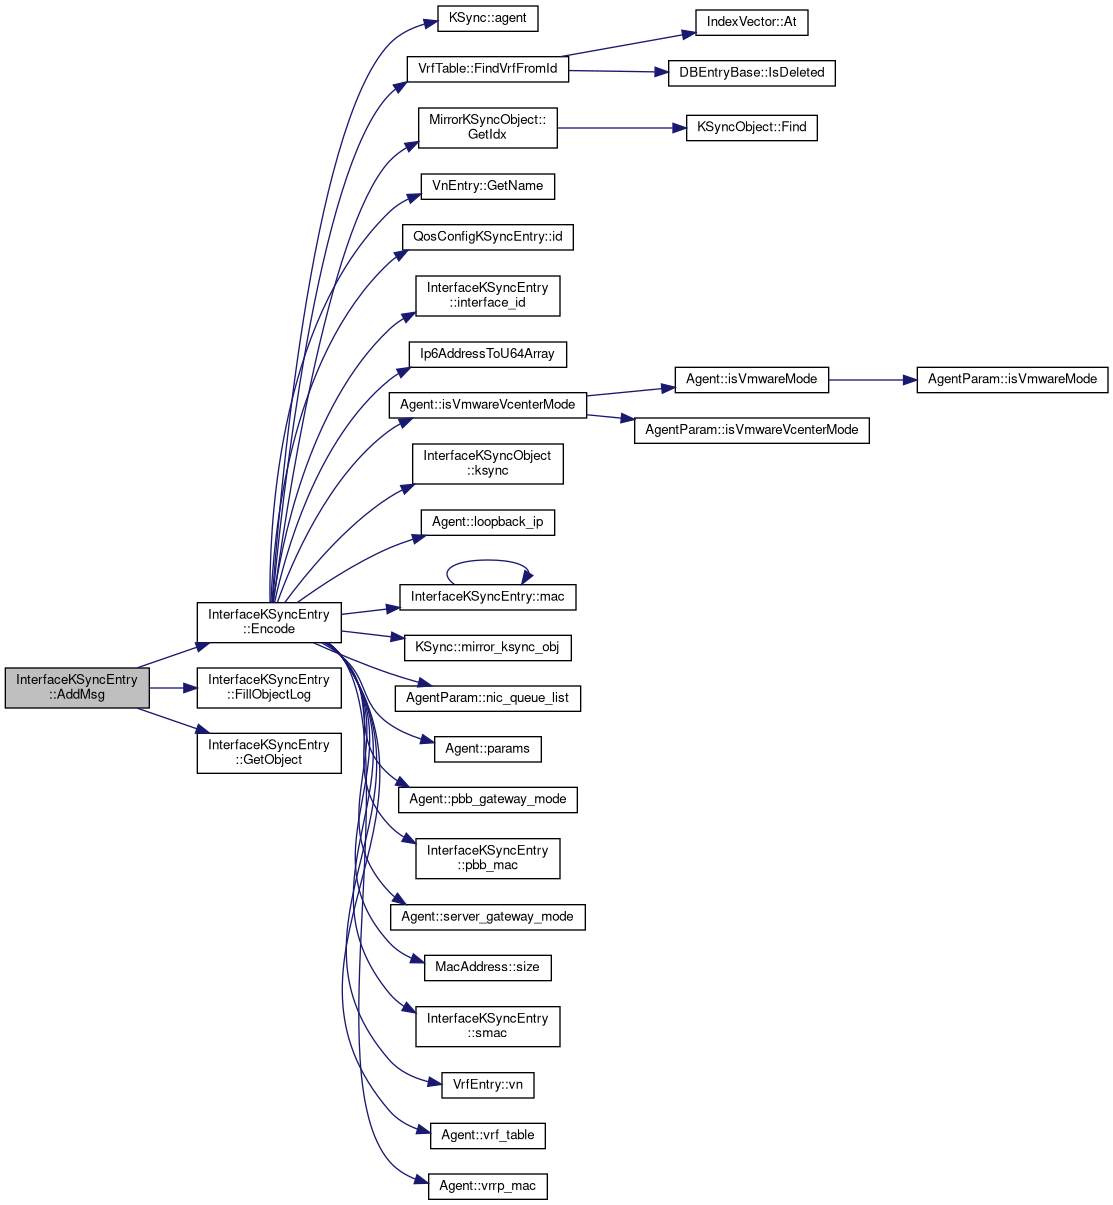 KSync::agent
IndexVector::At
VrfTable::FindVrfFromId
DBEntryBase::IsDeleted
MirrorKSyncObject::
GetIdx
KSyncObject::Find
VnEntry::GetName
QosConfigKSyncEntry::id
InterfaceKSyncEntry
::interface_id
Ip6AddressToU64Array
Agent::isVmwareVcenterMode
Agent::isVmwareMode
AgentParam::isVmwareMode
AgentParam::isVmwareVcenterMode
InterfaceKSyncObject
::ksync
Agent::loopback_ip
InterfaceKSyncEntry::mac
InterfaceKSyncEntry
::Encode
KSync::mirror_ksync_obj
InterfaceKSyncEntry
::AddMsg
InterfaceKSyncEntry
::FillObjectLog
AgentParam::nic_queue_list
InterfaceKSyncEntry
::GetObject
Agent::params
Agent::pbb_gateway_mode
InterfaceKSyncEntry
::pbb_mac
Agent::server_gateway_mode
MacAddress::size
InterfaceKSyncEntry
::smac
VrfEntry::vn
Agent::vrf_table
Agent::vrrp_mac